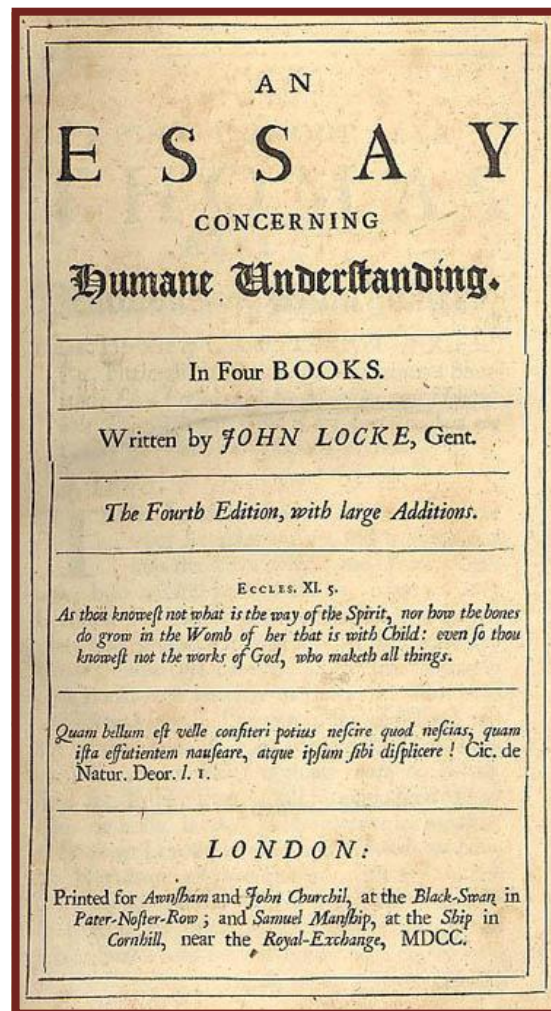 AN
ESSAY
CONCERNING
Humane Understanding.
In Four BOOKS.
Written by JOHN LOCKE, Gent.
The Fourth Edition, with large Additions.
ECCLES. XI. 5.
As thou knoweſt not what is the way of the Spirit, nor how the bones
do grow in the Womb of her that is with Child: even ſo thou
knoweſt not the works of God, who maketh all things.
Quam bellum eſt velle confiteri potius neſcire quod neſcias, quam
iſta effutientem nauſeare, atque ipſum ſibi diſplicere! Cic. de
Natur. Deor. l. 1.
LONDON:
Printed for Awnſham and John Churchil, at the Black-Swan in
Pater-Noſter-Row; and Samuel Manſhip, at the Ship in
Cornhill, near the Royal-Exchange, MDCC.